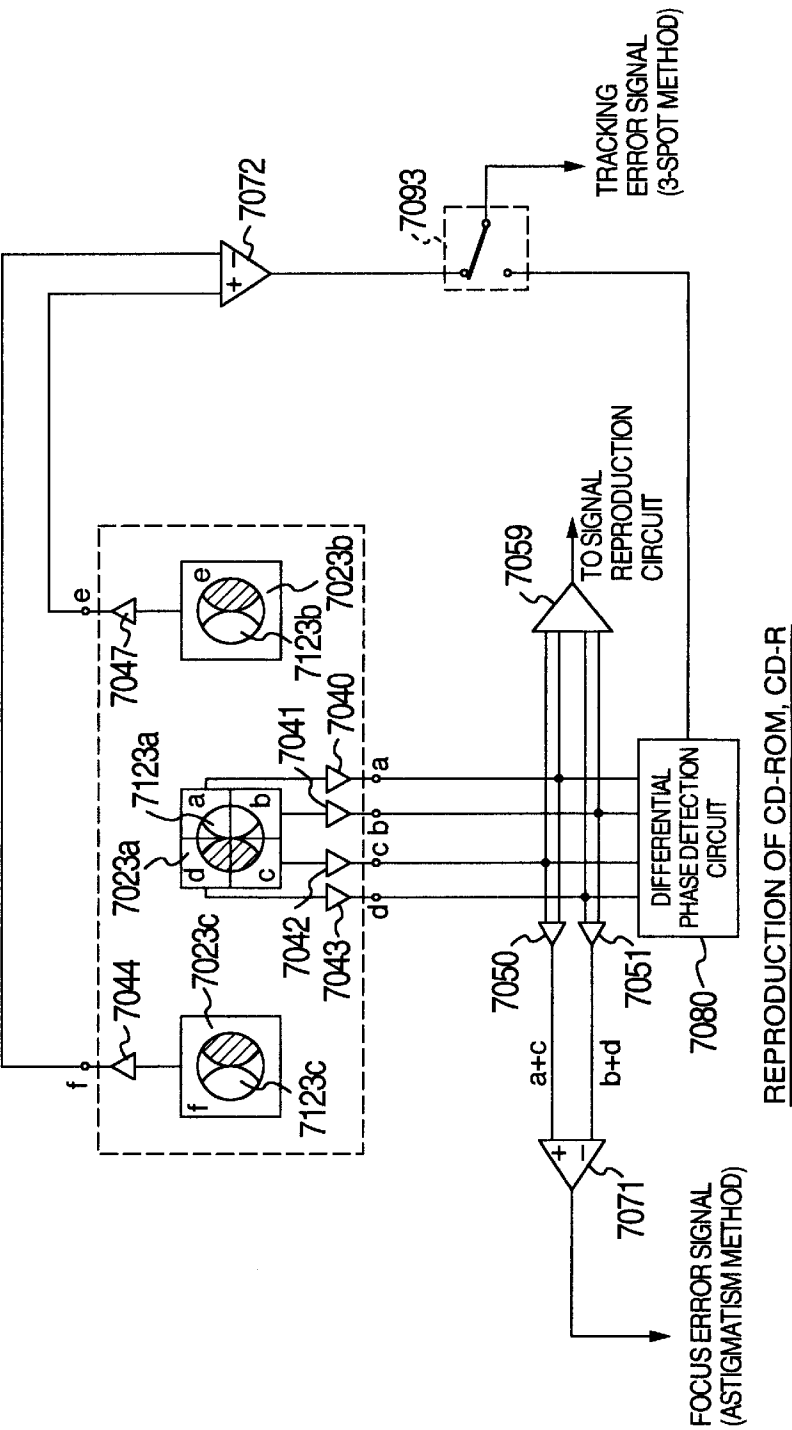 f
7044
7023c
f
7123c
7023a
7123a
d
a
c
b
7042
7043
d
c
7041
7040
b
a
7047
e
e
7123b
7023b
7072
+
−
7093
TRACKING
ERROR SIGNAL
(3-SPOT METHOD)
7059
TO SIGNAL
REPRODUCTION
CIRCUIT
7050
7051
a+c
b+d
+
−
7071
FOCUS ERROR SIGNAL
(ASTIGMATISM METHOD)
7080
DIFFERENTIAL
PHASE DETECTION
CIRCUIT
REPRODUCTION OF CD-ROM, CD-R